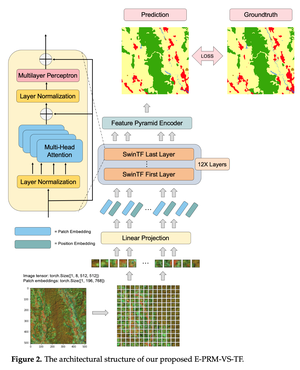 Prediction
Groundtruth
LOSS
Multilayer Perceptron
Layer Normalization
Multi-Head
Attention
Layer Normalization
Feature Pyramid Encoder
SwinTF Last Layer
SwinTF First Layer
12X Layers
= Patch Embedding
= Position Embedding
Linear Projection
Image tensor: torch.Size([1, 6, 512, 512])
Patch embeddings: torch.Size([1, 196, 768])
Figure 2. The architectural structure of our proposed E-PRM-VS-TF.